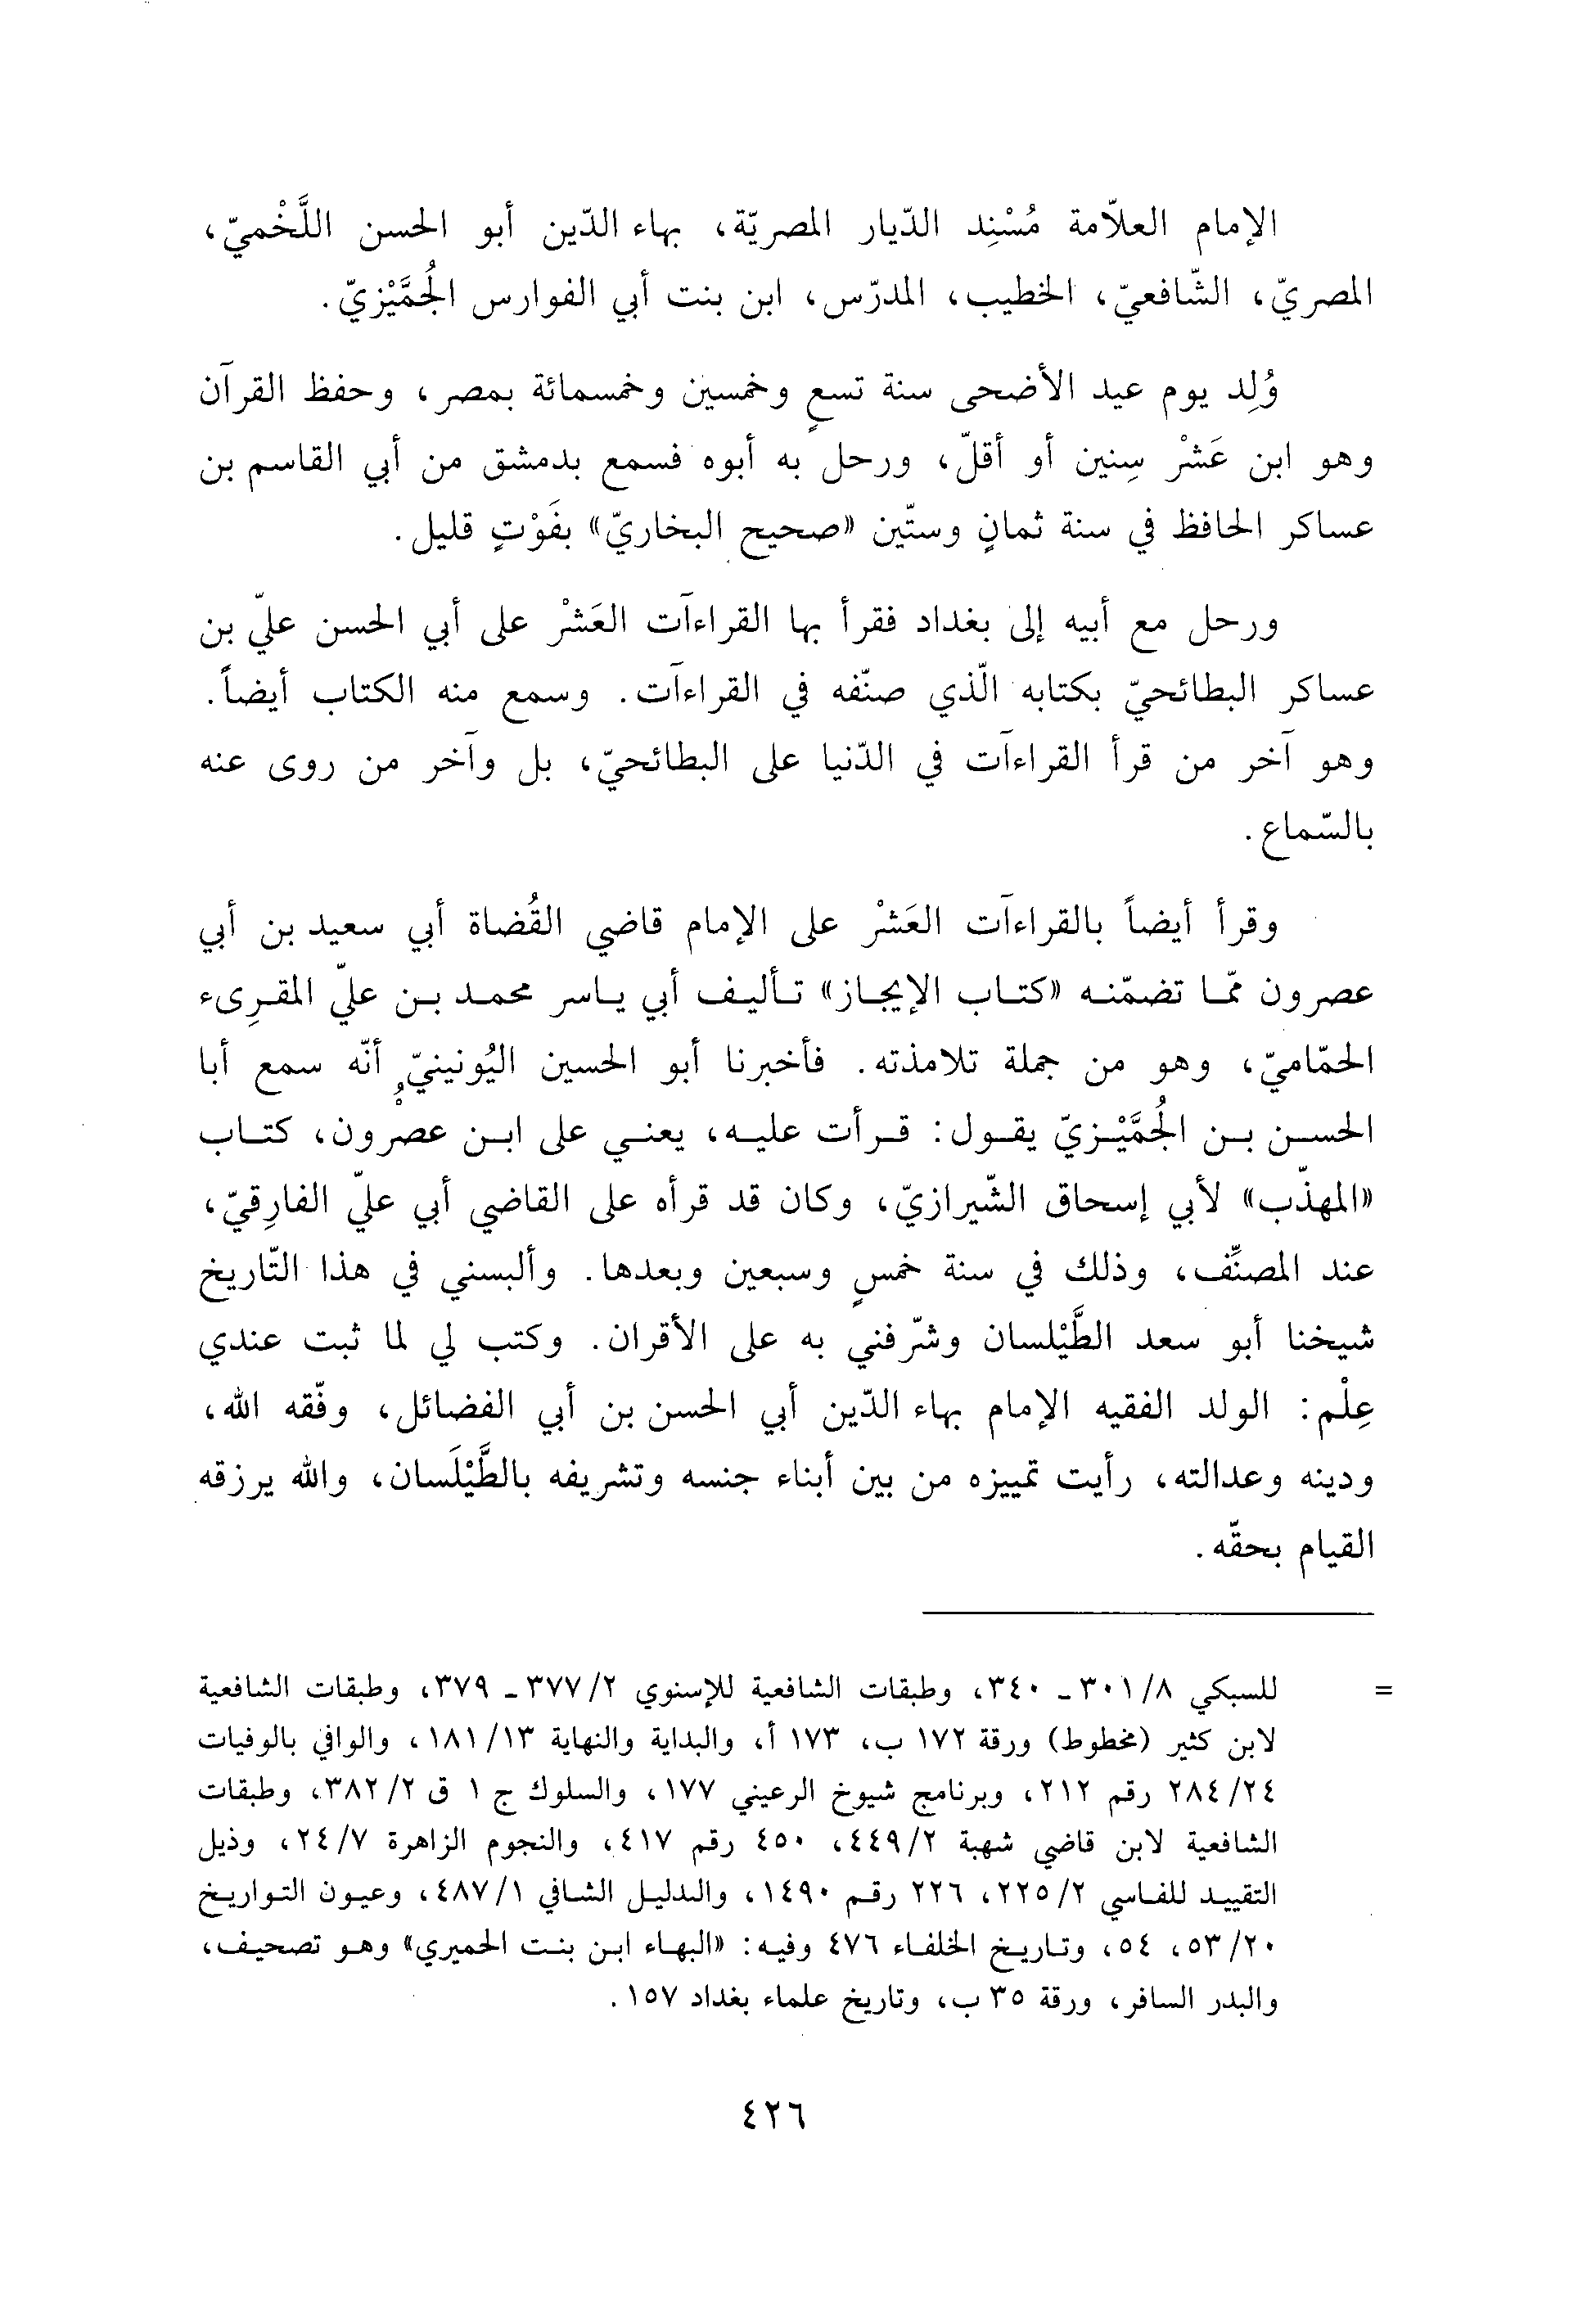 الإمام العلاّمة مُسْنِد الدّيار المصريّة، بهاء الدّين أبو الحسن اللَّخْميّ،
المصريّ، الشّافعيّ، الخطيب، المدرّس، ابن بنت أبي الفوارس الجُمَّيْزيّ.
وُلِد يوم عيد الأضحى سنة تسعٍ وخمسين وخمسمائة بمصر، وحفظ القرآن
وهو ابن عَشْر سِنين أو أقلّ، ورحل به أبوه فسمع بدمشق من أبي القاسم بن
عساكر الحافظ في سنة ثمانٍ وستّين «صحيح البخاريّ» بفَوْتٍ قليل.
ورحل مع أبيه إلى بغداد فقرأ بها القراءآت العَشْر على أبي الحسن عليّ بن
عساكر البطائحيّ بكتابه الّذي صنّفه في القراءآت. وسمع منه الكتاب أيضاً.
وهو آخر من قرأ القراءآت في الدّنيا على البطائحيّ، بل وآخر من روى عنه
بالسّماع.
وقرأ أيضاً بالقراءآت العَشْر على الإمام قاضي القُضاة أبي سعيد بن أبي
عصرون ممّا تضمّنه «كتاب الإيجاز» تأليف أبي ياسر محمد بن عليّ المقرِىء
الحمّاميّ، وهو من جملة تلامذته. فأخبرنا أبو الحسين اليُونينيّ أنّه سمع أبا
الحسن بن الجُمَّيْزيّ يقول: قرأت عليه، يعني على ابن عصْرُون، كتاب
«المهذّب» لأبي إسحاق الشّيرازيّ، وكان قد قرأه على القاضي أبي عليّ الفارِقيّ،
عند المصنِّف، وذلك في سنة خمسٍ وسبعين وبعدها. وألبسني في هذا التّاريخ
شيخنا أبو سعد الطَّيْلسان وشرّفني به على الأقران. وكتب لي لما ثبت عندي
عِلْم: الولد الفقيه الإمام بهاء الدّين أبي الحسن بن أبي الفضائل، وفّقه الله،
ودينه وعدالته، رأيت تمييزه من بين أبناء جنسه وتشريفه بالطَّيْلَسان، والله يرزقه
القيام بحقّه.
= للسبكي ٣٠١/٨ - ٣٤٠، وطبقات الشافعية للإسنوي ٣٧٧/٢ - ٣٧٩، وطبقات الشافعية
لابن كثير (مخطوط) ورقة ١٧٢ ب، ١٧٣ أ، والبداية والنهاية ١٨١/١٣، والوافي بالوفيات
٢٨٤/٢٤ رقم ٢١٢، وبرنامج شيوخ الرعيني ١٧٧، والسلوك ج ١ ق ٣٨٢/٢، وطبقات
الشافعية لابن قاضي شهبة ٤٤٩/٢، ٤٥٠ رقم ٤١٧، والنجوم الزاهرة ٢٤/٧، وذيل
التقييد للفاسي ٢٢٥/٢، ٢٢٦ رقم ١٤٩٠، والدليل الشافي ٤٨٧/١، وعيون التواريخ
٥٣/٢٠، ٥٤، وتاريخ الخلفاء ٤٧٦ وفيه: «البهاء ابن بنت الحميري» وهو تصحيف،
والبدر السافر، ورقة ٣٥ ب، وتاريخ علماء بغداد ١٥٧.
٤٢٦